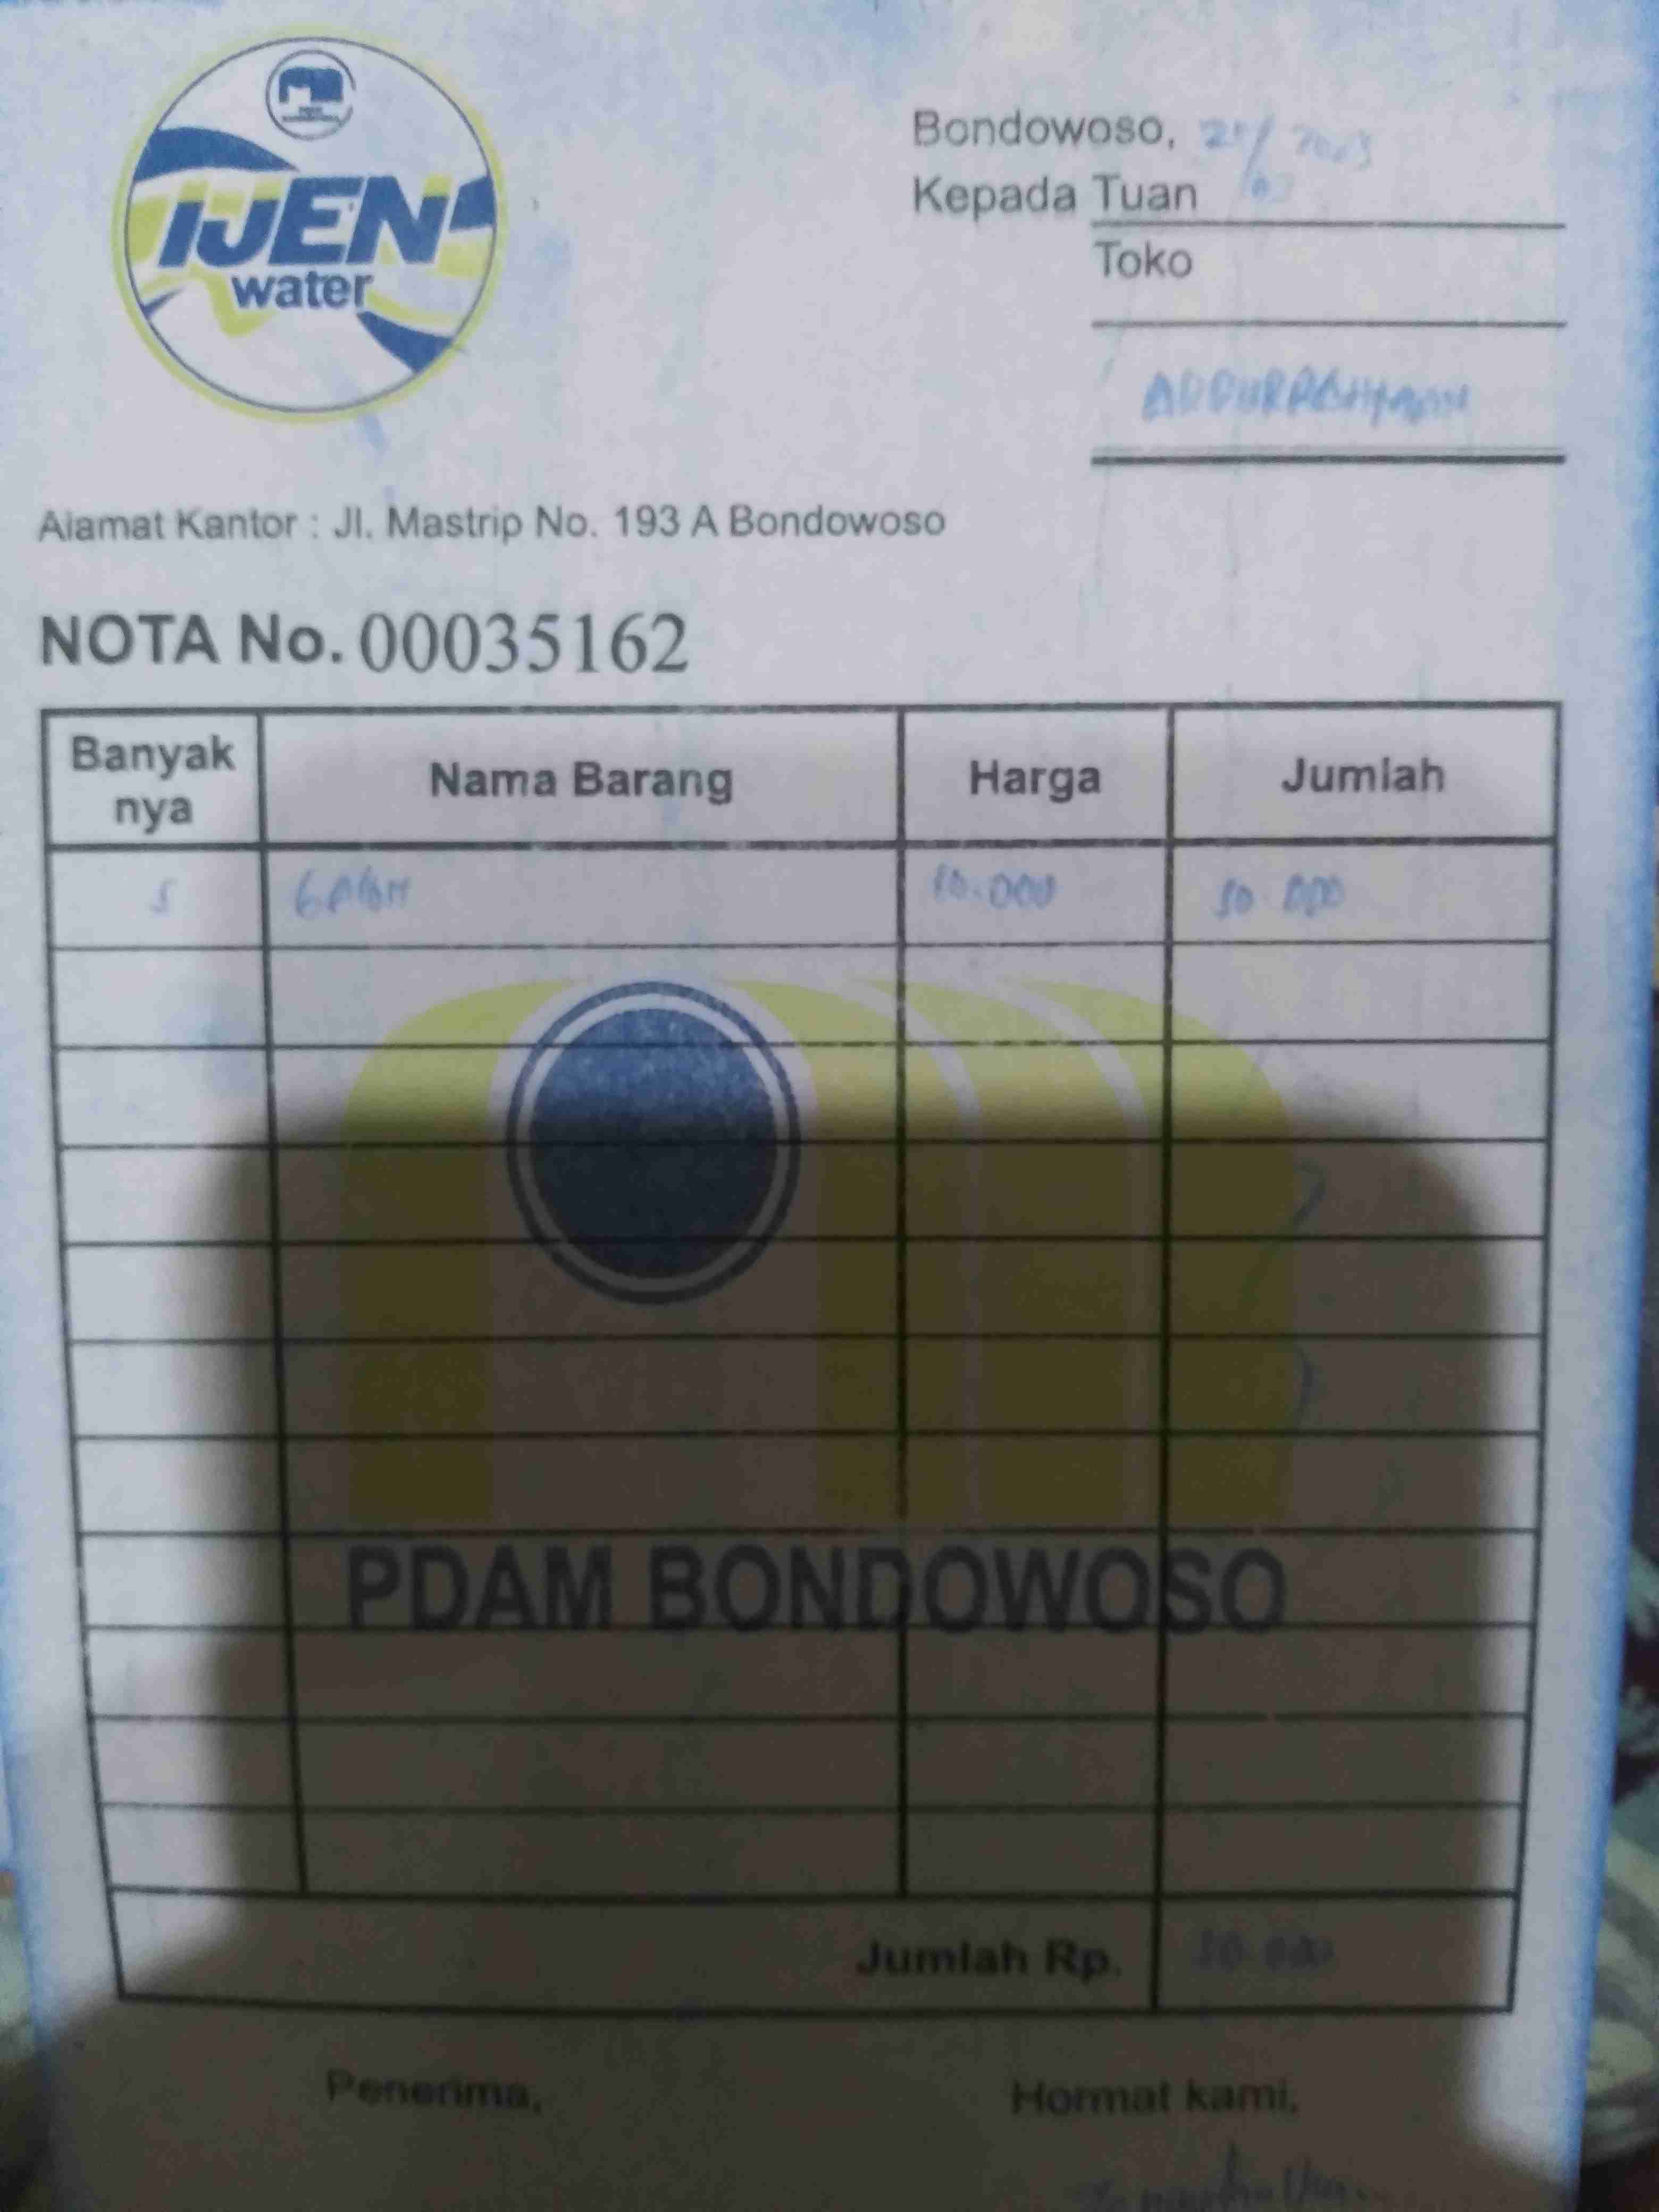 IJEN
water
Bondowoso, 25/ 2023
Kepada Tuan
Toko
ABDURRAHMAN
Alamat Kantor : Jl. Mastrip No. 193 A Bondowoso
NOTA No. 00035162
Banyak nya Nama Barang Harga Jumlah
5 GALON 10.000 50.000
PDAM BONDOWOSO
Jumlah Rp. 50.000
Penerima, Hormat kami,